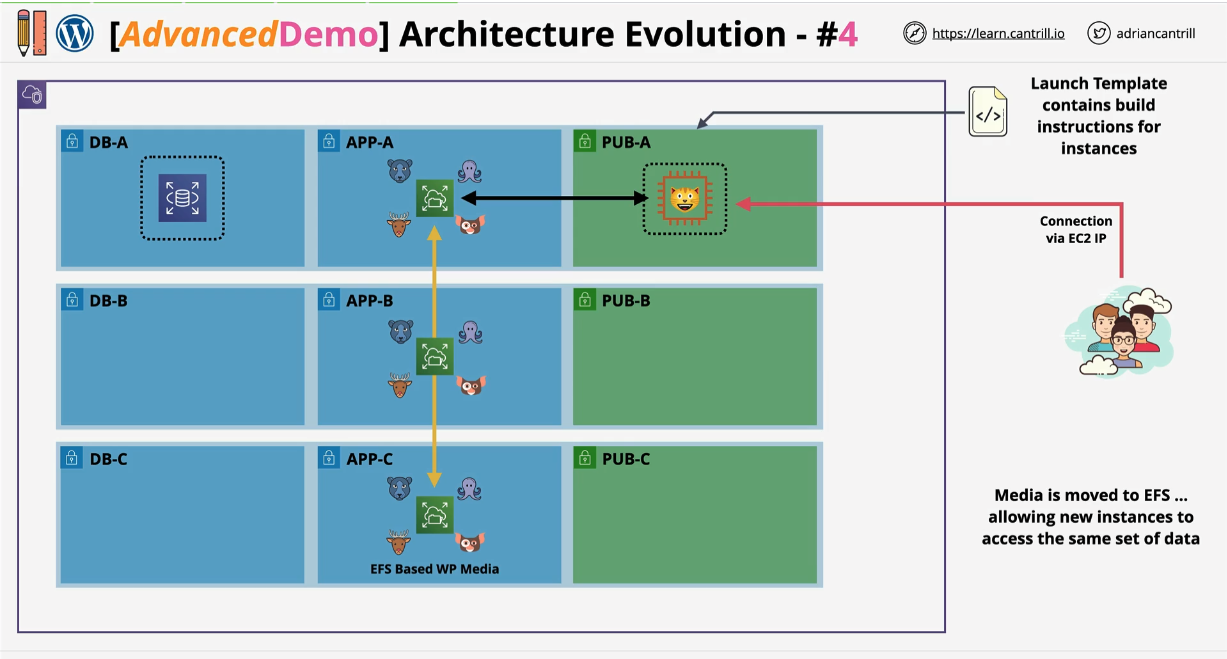 [AdvancedDemo] Architecture Evolution - #4
https://learn.cantrill.io
adriancantrill
Launch Template
contains build
instructions for
instances
</>
DB-A
APP-A
PUB-A
Connection
via EC2 IP
DB-B
APP-B
PUB-B
DB-C
APP-C
PUB-C
EFS Based WP Media
Media is moved to EFS ...
allowing new instances to
access the same set of data